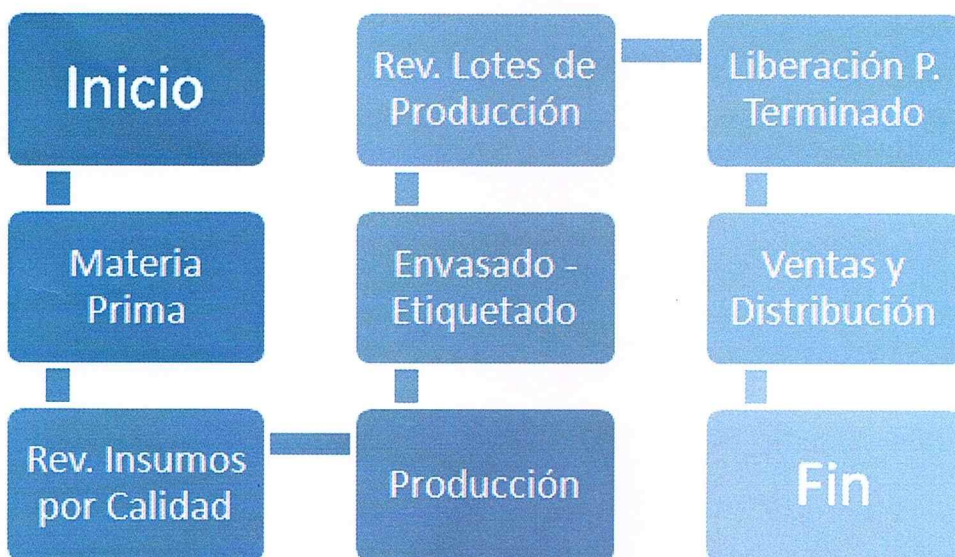 Inicio
Materia
Prima
Rev. Insumos
por Calidad
Producción
Envasado -
Etiquetado
Rev. Lotes de
Producción
Liberación P.
Terminado
Ventas y
Distribución
Fin